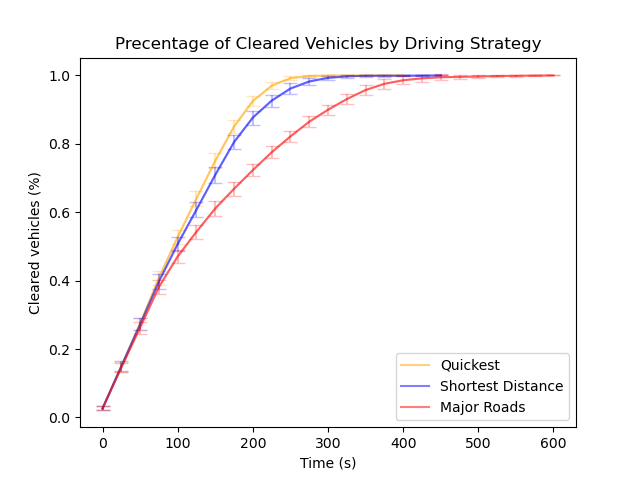 Precentage of Cleared Vehicles by Driving Strategy
1.0
0.8
0.6
0.4
0.2
0.0
Cleared vehicles (%)
Quickest
Shortest Distance
Major Roads
0 100 200 300 400 500 600
Time (s)